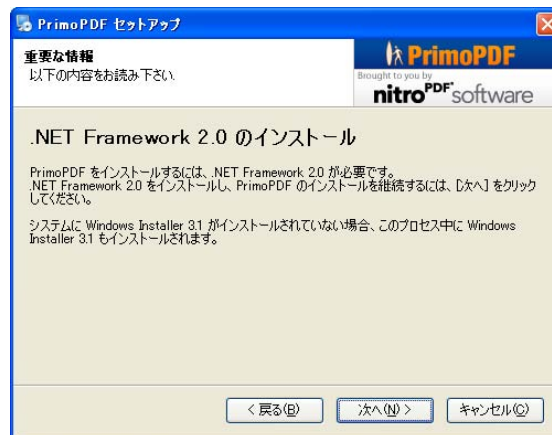 PrimoPDF セットアップ
重要な情報
以下の内容をお読み下さい.
PrimoPDF
Brought to you by
nitroPDF software
.NET Framework 2.0 のインストール
PrimoPDF をインストールするには、.NET Framework 2.0 が必要です。
.NET Framework 2.0 をインストールし、PrimoPDF のインストールを継続するには、[次へ] をクリック
してください。
システムに Windows Installer 3.1 がインストールされていない場合、このプロセス中に Windows
Installer 3.1 もインストールされます。
< 戻る(B)
次へ(N) >
キャンセル(C)